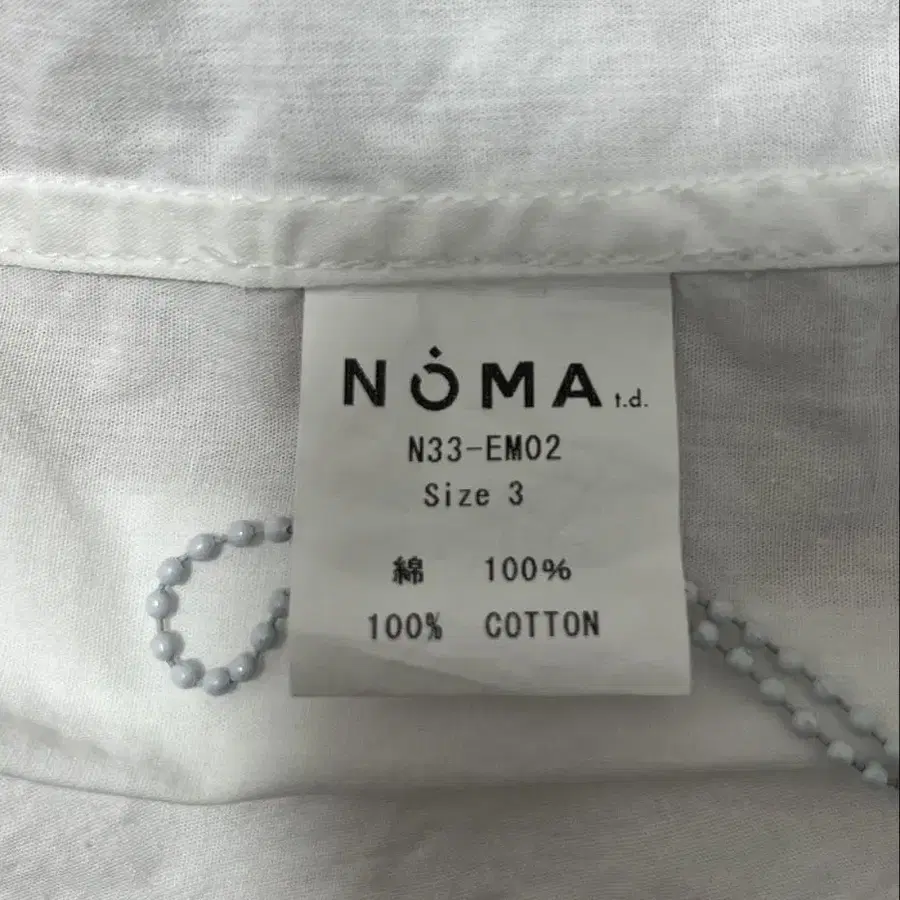 NOMA t.d.
N33-EM02
Size 3
綿 100%
100% COTTON